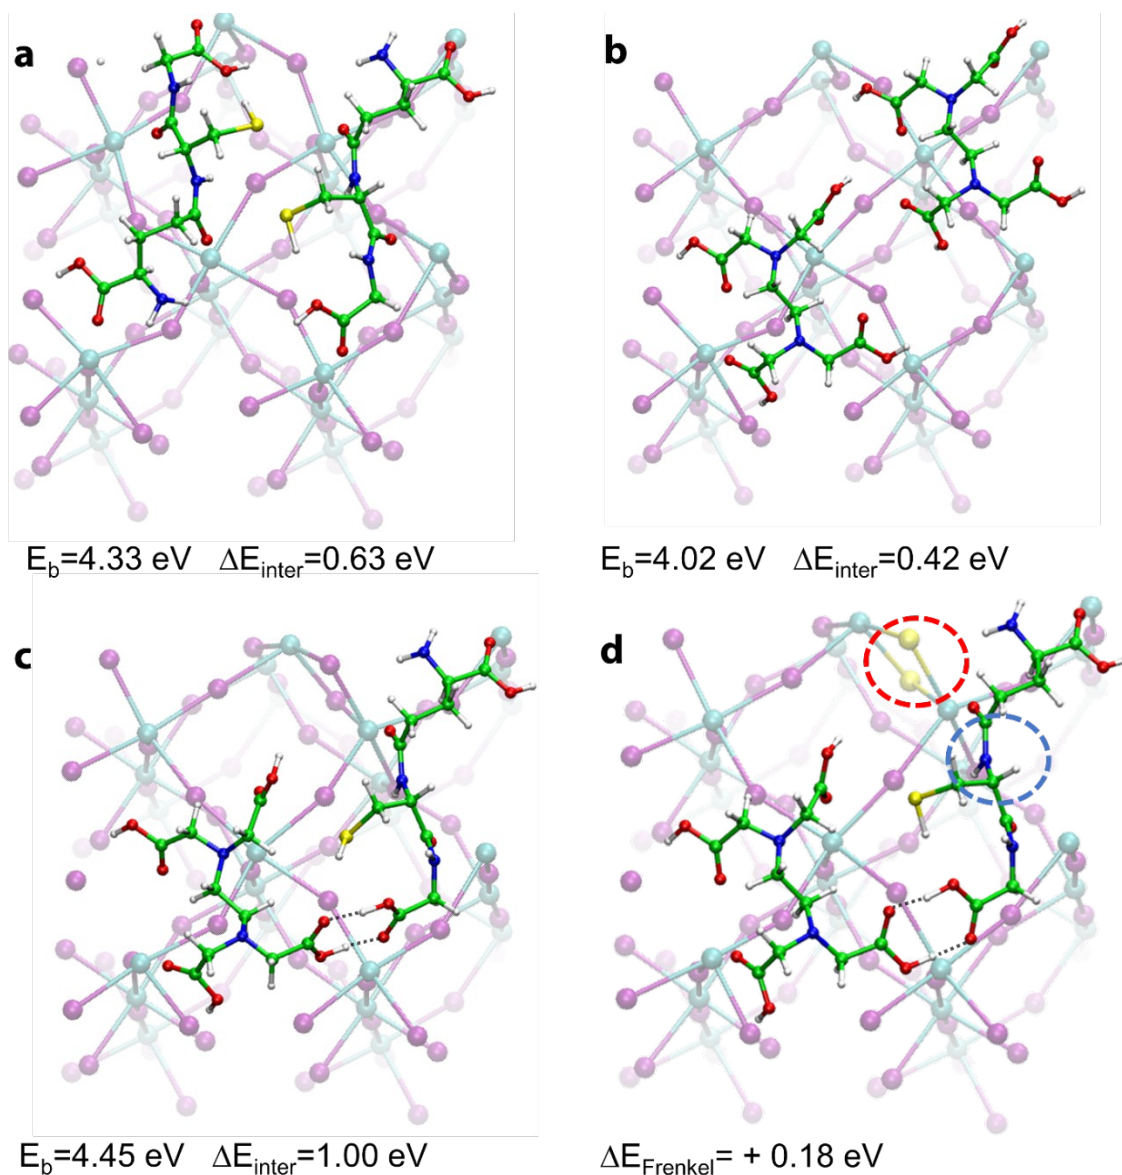 a
b
E_b=4.33 eV ΔE_inter=0.63 eV
E_b=4.02 eV ΔE_inter=0.42 eV
c
d
E_b=4.45 eV ΔE_inter=1.00 eV
ΔE_Frenkel= + 0.18 eV